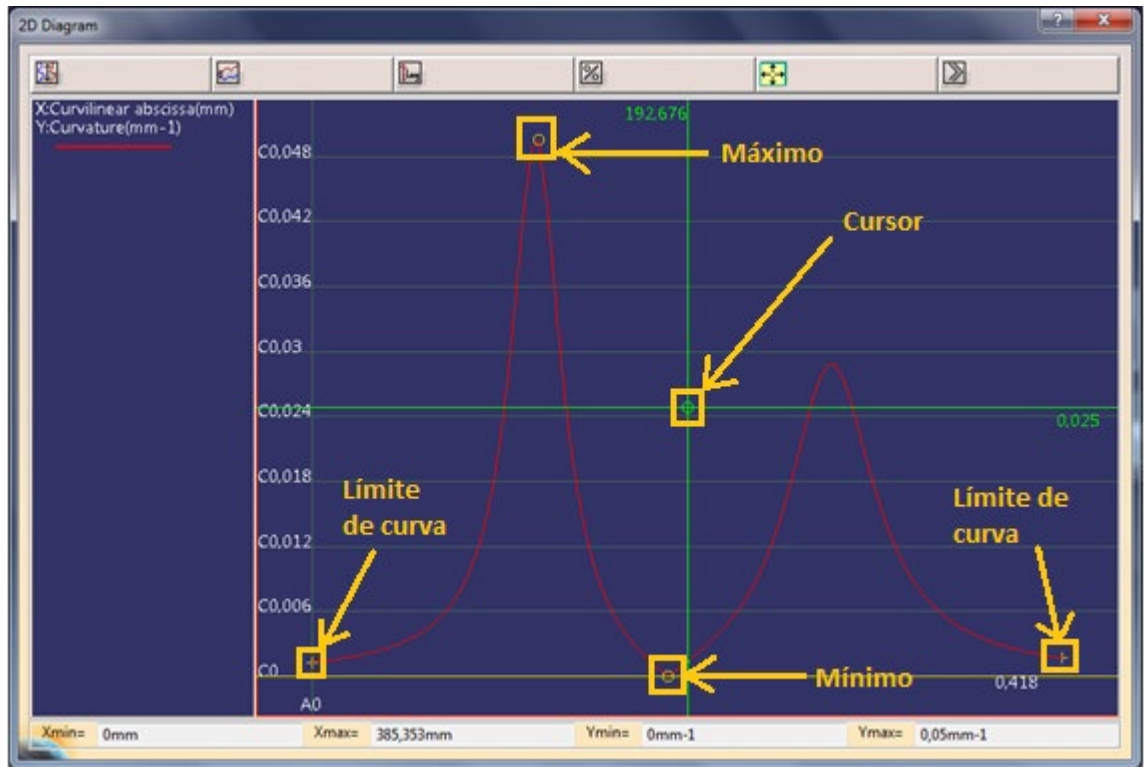 2D Diagram
?
X:Curvilinear abscissa(mm)
Y:Curvature(mm-1)
192,676
C0,048
Máximo
C0,042
Cursor
C0,036
C0,03
C0,024
0,025
C0,018
Límite
de curva
Límite de
curva
C0,012
C0,006
C0
Mínimo
0,418
A0
Xmin= 0mm Xmax= 385,353mm Ymin= 0mm-1 Ymax= 0,05mm-1